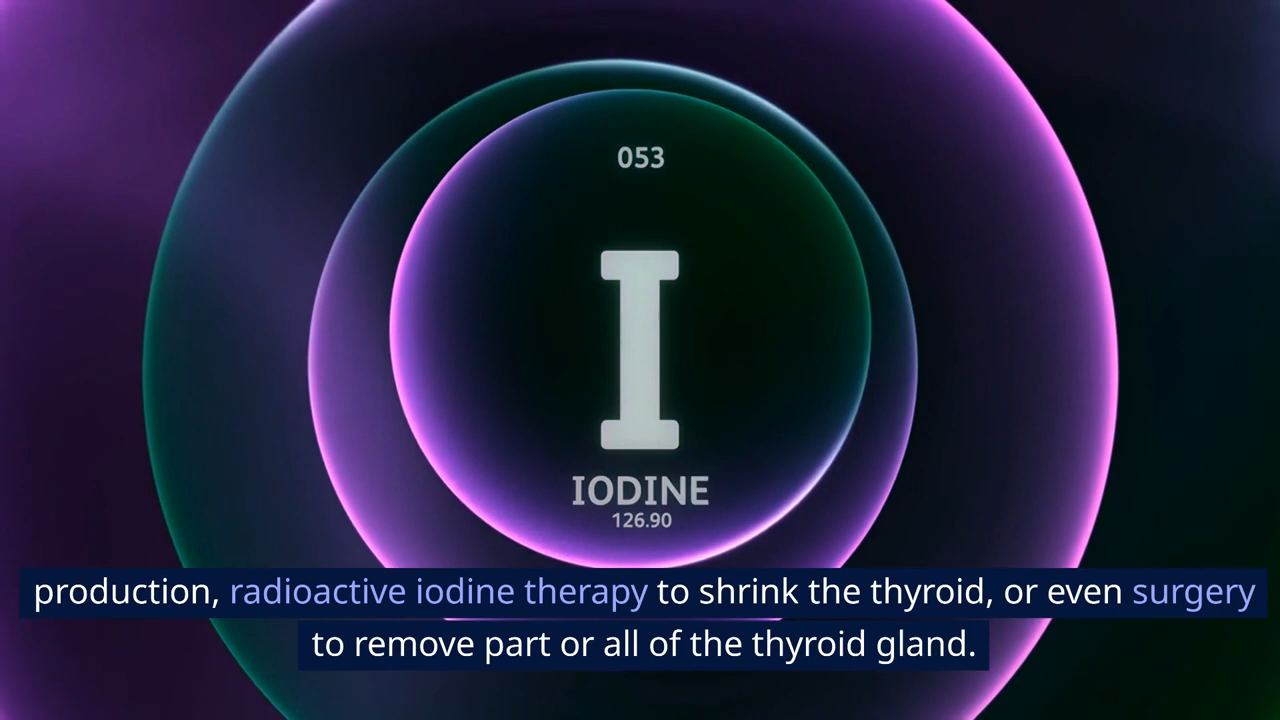 053
I
IODINE
126.90
production, radioactive iodine therapy to shrink the thyroid, or even surgery
to remove part or all of the thyroid gland.